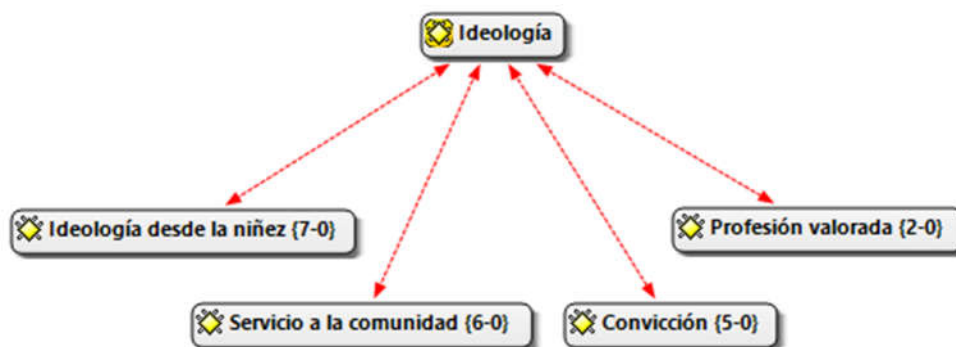 Ideología
Ideología desde la niñez {7-0}
Profesión valorada {2-0}
Servicio a la comunidad {6-0}
Convicción {5-0}